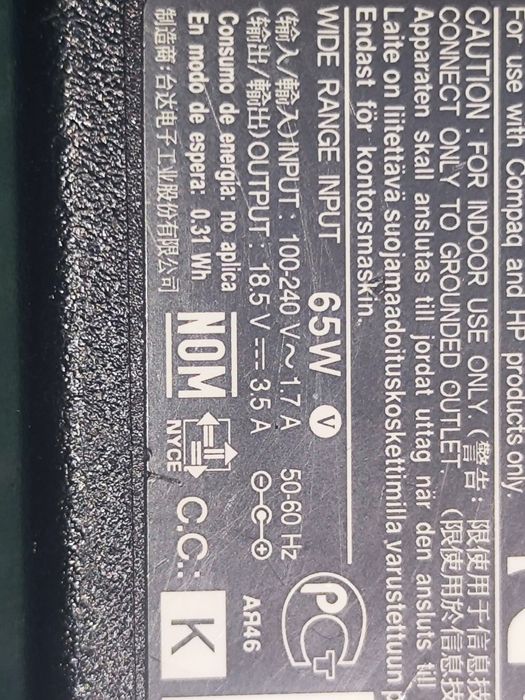 For use with Compaq and HP products only.
CAUTION : FOR INDOOR USE ONLY. (警告: 限使用于信息技
CONNECT ONLY TO GROUNDED OUTLET (限使用於信息技
Apparaten skall anslutas till jordat uttag när den ansluts till
Laite on liitettävä suojamaadoituskoskettimilla varustettuun p
Endast för kontorsmaskin.
WIDE RANGE INPUT 65W V
(输入/輸入)INPUT : 100-240 V~ 1.7 A 50-60 Hz
(输出/輸出)OUTPUT : 18.5 V 3.5 A
Consumo de energia: no aplica
En modo de espera: 0.31 Wh
制造商: 台达电子工业股份有限公司
NOM
NYCE
C.C.:
K
РСТ
АЯ46